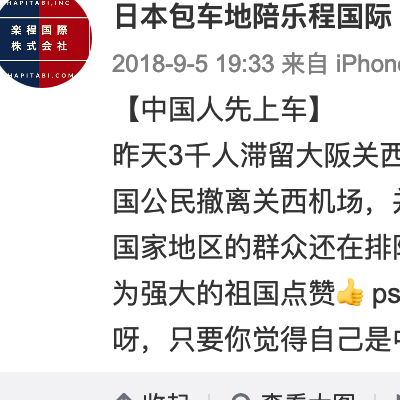 HAPITABI,INC
楽程国際
株式会社
HAPITABI.COM
日本包车地陪乐程国际
2018-9-5 19:33 来自 iPhon
【中国人先上车】
昨天3千人滞留大阪关西
国公民撤离关西机场，
国家地区的群众还在排
为强大的祖国点赞👍ps
呀，只要你觉得自己是
收起
查看大图